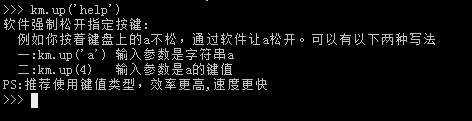 >>> km.up('help')
软件强制松开指定按键:
例如你按着键盘上的a不松，通过软件让a松开。可以有以下两种写法
一:km.up('a') 输入参数是字符串a
二:km.up(4)   输入参数是a的键值
PS:推荐使用键值类型，效率更高,速度更快
>>>